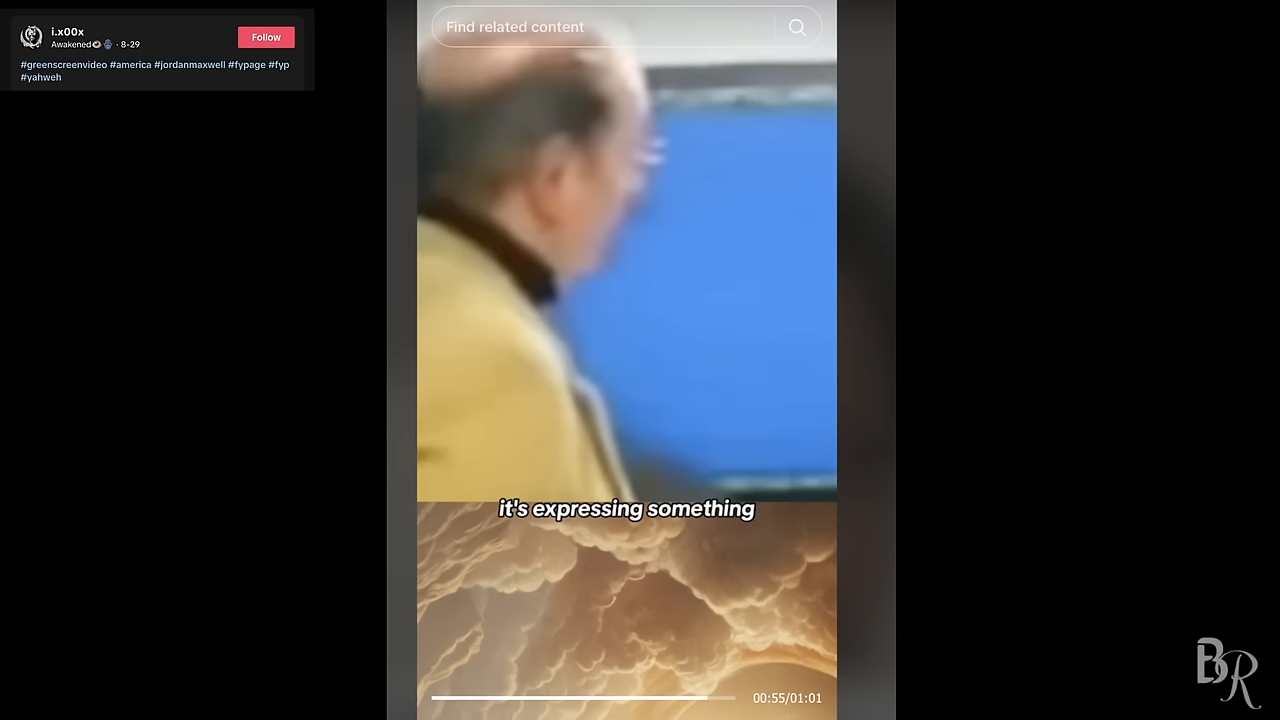 i.x00x
Awakened👁🪬 · 8-29
Follow
#greenscreenvideo #america #jordanmaxwell #fypage #fyp
#yahweh
Find related content
it's expressing something
00:55/01:01
BR